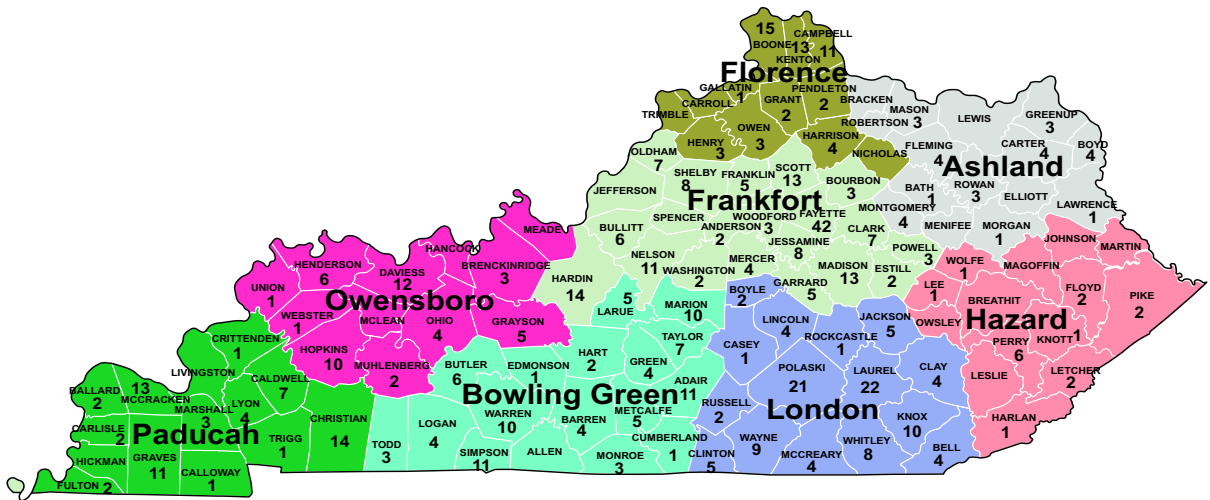 15
BOONE
13
KENTON
CAMPBELL
11
Florence
GALLATIN
1
CARROLL
TRIMBLE
GRANT
2
PENDLETON
2
OWEN
3
HENRY
3
HARRISON
4
NICHOLAS
BRACKEN
MASON
3
ROBERTSON
LEWIS
GREENUP
3
FLEMING
4
CARTER
4
BOYD
4
Ashland
BATH
1
ROWAN
3
ELLIOTT
LAWRENCE
1
MONTGOMERY
4
MENIFEE
MORGAN
1
OLDHAM
7
SHELBY
8
FRANKLIN
5
SCOTT
13
BOURBON
3
JEFFERSON
Frankfort
SPENCER
ANDERSON
2
WOODFORD
3
FAYETTE
42
CLARK
7
BULLITT
6
NELSON
11
WASHINGTON
2
MERCER
4
JESSAMINE
8
MADISON
13
ESTILL
2
POWELL
3
GARRARD
5
HARDIN
14
MEADE
HANCOCK
BRENCKINRIDGE
3
HENDERSON
6
DAVIESS
12
UNION
1
Owensboro
WEBSTER
1
MCLEAN
OHIO
4
GRAYSON
5
HOPKINS
10
MUHLENBERG
2
JOHNSON
MARTIN
WOLFE
1
MAGOFFIN
LEE
1
BREATHIT
FLOYD
2
PIKE
2
OWSLEY
Hazard
PERRY
6
KNOTT
1
LESLIE
LETCHER
2
HARLAN
1
5
LARUE
MARION
10
TAYLOR
7
HART
2
GREEN
4
ADAIR
11
BUTLER
6
EDMONSON
1
Bowling Green
WARREN
10
BARREN
4
METCALFE
5
CUMBERLAND
1
LOGAN
4
TODD
3
SIMPSON
11
ALLEN
MONROE
3
BOYLE
2
LINCOLN
4
ROCKCASTLE
1
JACKSON
5
CASEY
1
POLASKI
21
LAUREL
22
CLAY
4
RUSSELL
2
London
KNOX
10
WAYNE
9
WHITLEY
8
BELL
4
CLINTON
5
MCCREARY
4
CRITTENDEN
1
LIVINGSTON
CALDWELL
7
BALLARD
2
13
MCCRACKEN
MARSHALL
3
LYON
4
CHRISTIAN
14
CARLISLE
2
Paducah
TRIGG
1
HICKMAN
GRAVES
11
CALLOWAY
1
FULTON 2